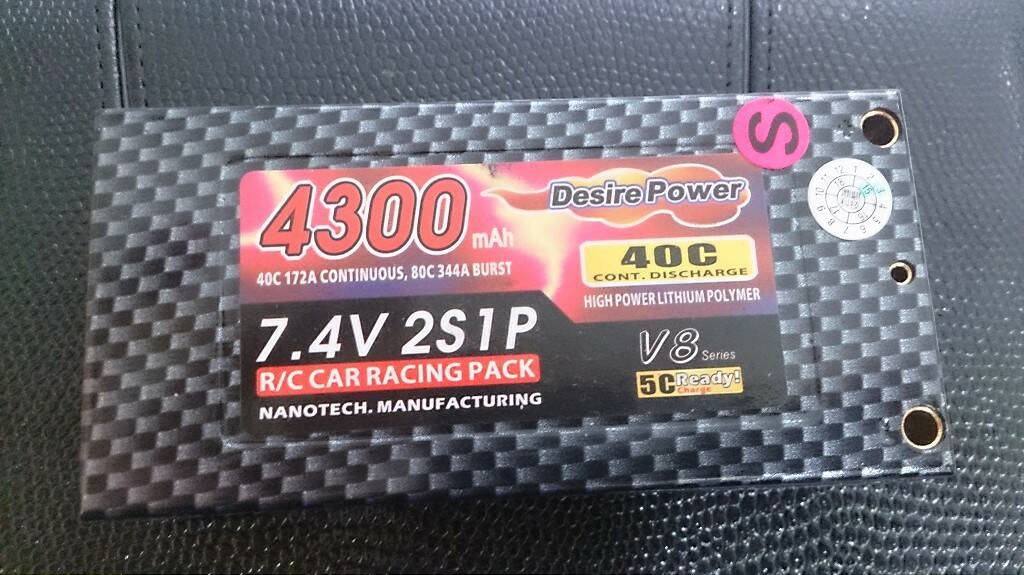 S
4300 mAh
Desire Power
40C 172A CONTINUOUS, 80C 344A BURST
40C
CONT. DISCHARGE
HIGH POWER LITHIUM POLYMER
7.4V 2S1P
V8 Series
R/C CAR RACING PACK
5C Ready!
Charge
NANOTECH. MANUFACTURING